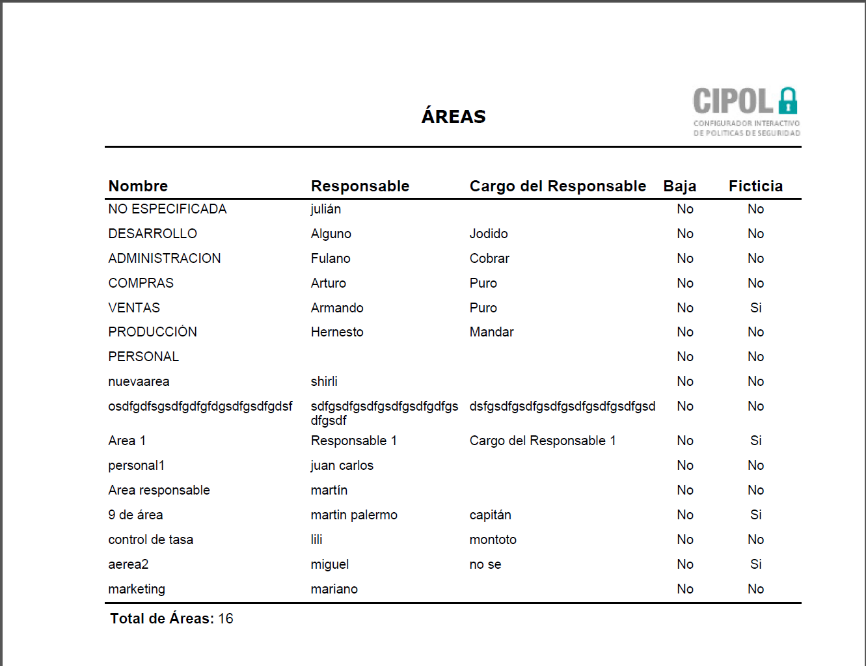 CIPOL
CONFIGURADOR INTERACTIVO
DE POLITICAS DE SEGURIDAD
ÁREAS
Nombre Responsable Cargo del Responsable Baja Ficticia
NO ESPECIFICADA julián No No
DESARROLLO Alguno Jodido No No
ADMINISTRACION Fulano Cobrar No No
COMPRAS Arturo Puro No No
VENTAS Armando Puro No Si
PRODUCCIÓN Hernesto Mandar No No
PERSONAL No No
nuevaarea shirli No No
osdfgdfsgsdfgdfgfdgsdfgsdfgdsf sdfgsdfgsdfgsdfgsdfgdfgs dsfgsdfgsdfgsdfgsdfgsdfgsdfgsd No No
dfgsdf
Area 1 Responsable 1 Cargo del Responsable 1 No Si
personal1 juan carlos No No
Area responsable martín No No
9 de área martin palermo capitán No Si
control de tasa lili montoto No No
aerea2 miguel no se No Si
marketing mariano No No
Total de Áreas: 16